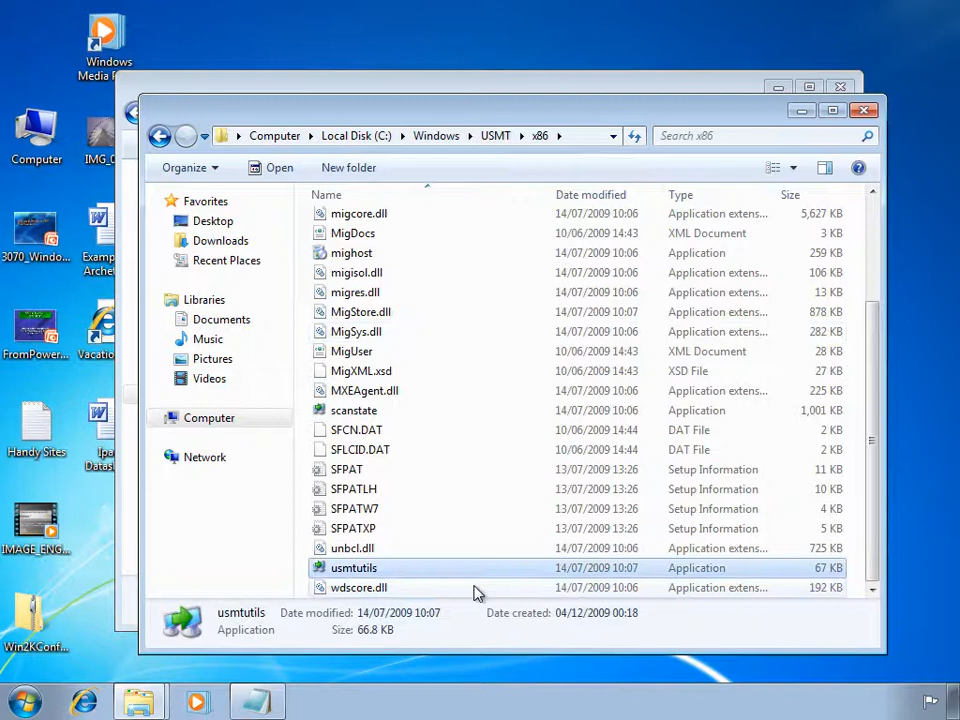 Windows
Media P
Computer
IMG_0
3070_Windo...
Examp
Archet
FromPower...
Vacatio
Handy Sites
Ipa
Datash
IMAGE_ENG...
Win2KConf...
Computer Local Disk (C:) Windows USMT x86
Search x86
Organize Open New folder
Favorites
Desktop
Downloads
Recent Places
Libraries
Documents
Music
Pictures
Videos
Computer
Network
Name Date modified Type Size
migcore.dll 14/07/2009 10:06 Application extens... 5,627 KB
MigDocs 10/06/2009 14:43 XML Document 3 KB
mighost 14/07/2009 10:06 Application 259 KB
migisol.dll 14/07/2009 10:06 Application extens... 106 KB
migres.dll 14/07/2009 10:06 Application extens... 13 KB
MigStore.dll 14/07/2009 10:07 Application extens... 878 KB
MigSys.dll 14/07/2009 10:06 Application extens... 282 KB
MigUser 10/06/2009 14:43 XML Document 28 KB
MigXML.xsd 10/06/2009 14:43 XSD File 27 KB
MXEAgent.dll 14/07/2009 10:06 Application extens... 225 KB
scanstate 14/07/2009 10:06 Application 1,001 KB
SFCN.DAT 10/06/2009 14:44 DAT File 2 KB
SFLCID.DAT 10/06/2009 14:44 DAT File 2 KB
SFPAT 13/07/2009 13:26 Setup Information 11 KB
SFPATLH 13/07/2009 13:26 Setup Information 10 KB
SFPATW7 13/07/2009 13:26 Setup Information 4 KB
SFPATXP 13/07/2009 13:26 Setup Information 5 KB
unbcl.dll 14/07/2009 10:06 Application extens... 725 KB
usmtutils 14/07/2009 10:07 Application 67 KB
wdscore.dll 14/07/2009 10:06 Application extens... 192 KB
usmtutils Date modified: 14/07/2009 10:07 Date created: 04/12/2009 00:18
Application Size: 66.8 KB